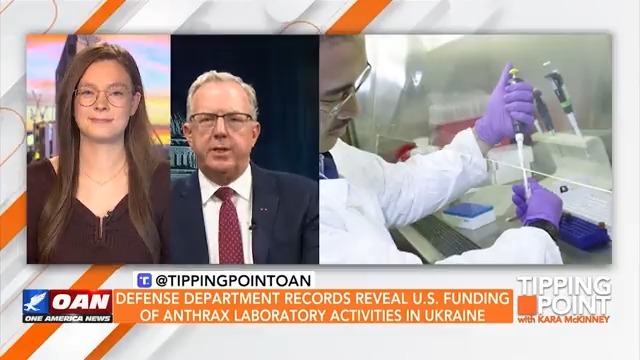 @TIPPINGPOINTOAN
OAN
ONE AMERICA NEWS
DEFENSE DEPARTMENT RECORDS REVEAL U.S. FUNDING
OF ANTHRAX LABORATORY ACTIVITIES IN UKRAINE
TIPPING
POINT
with KARA McKINNEY